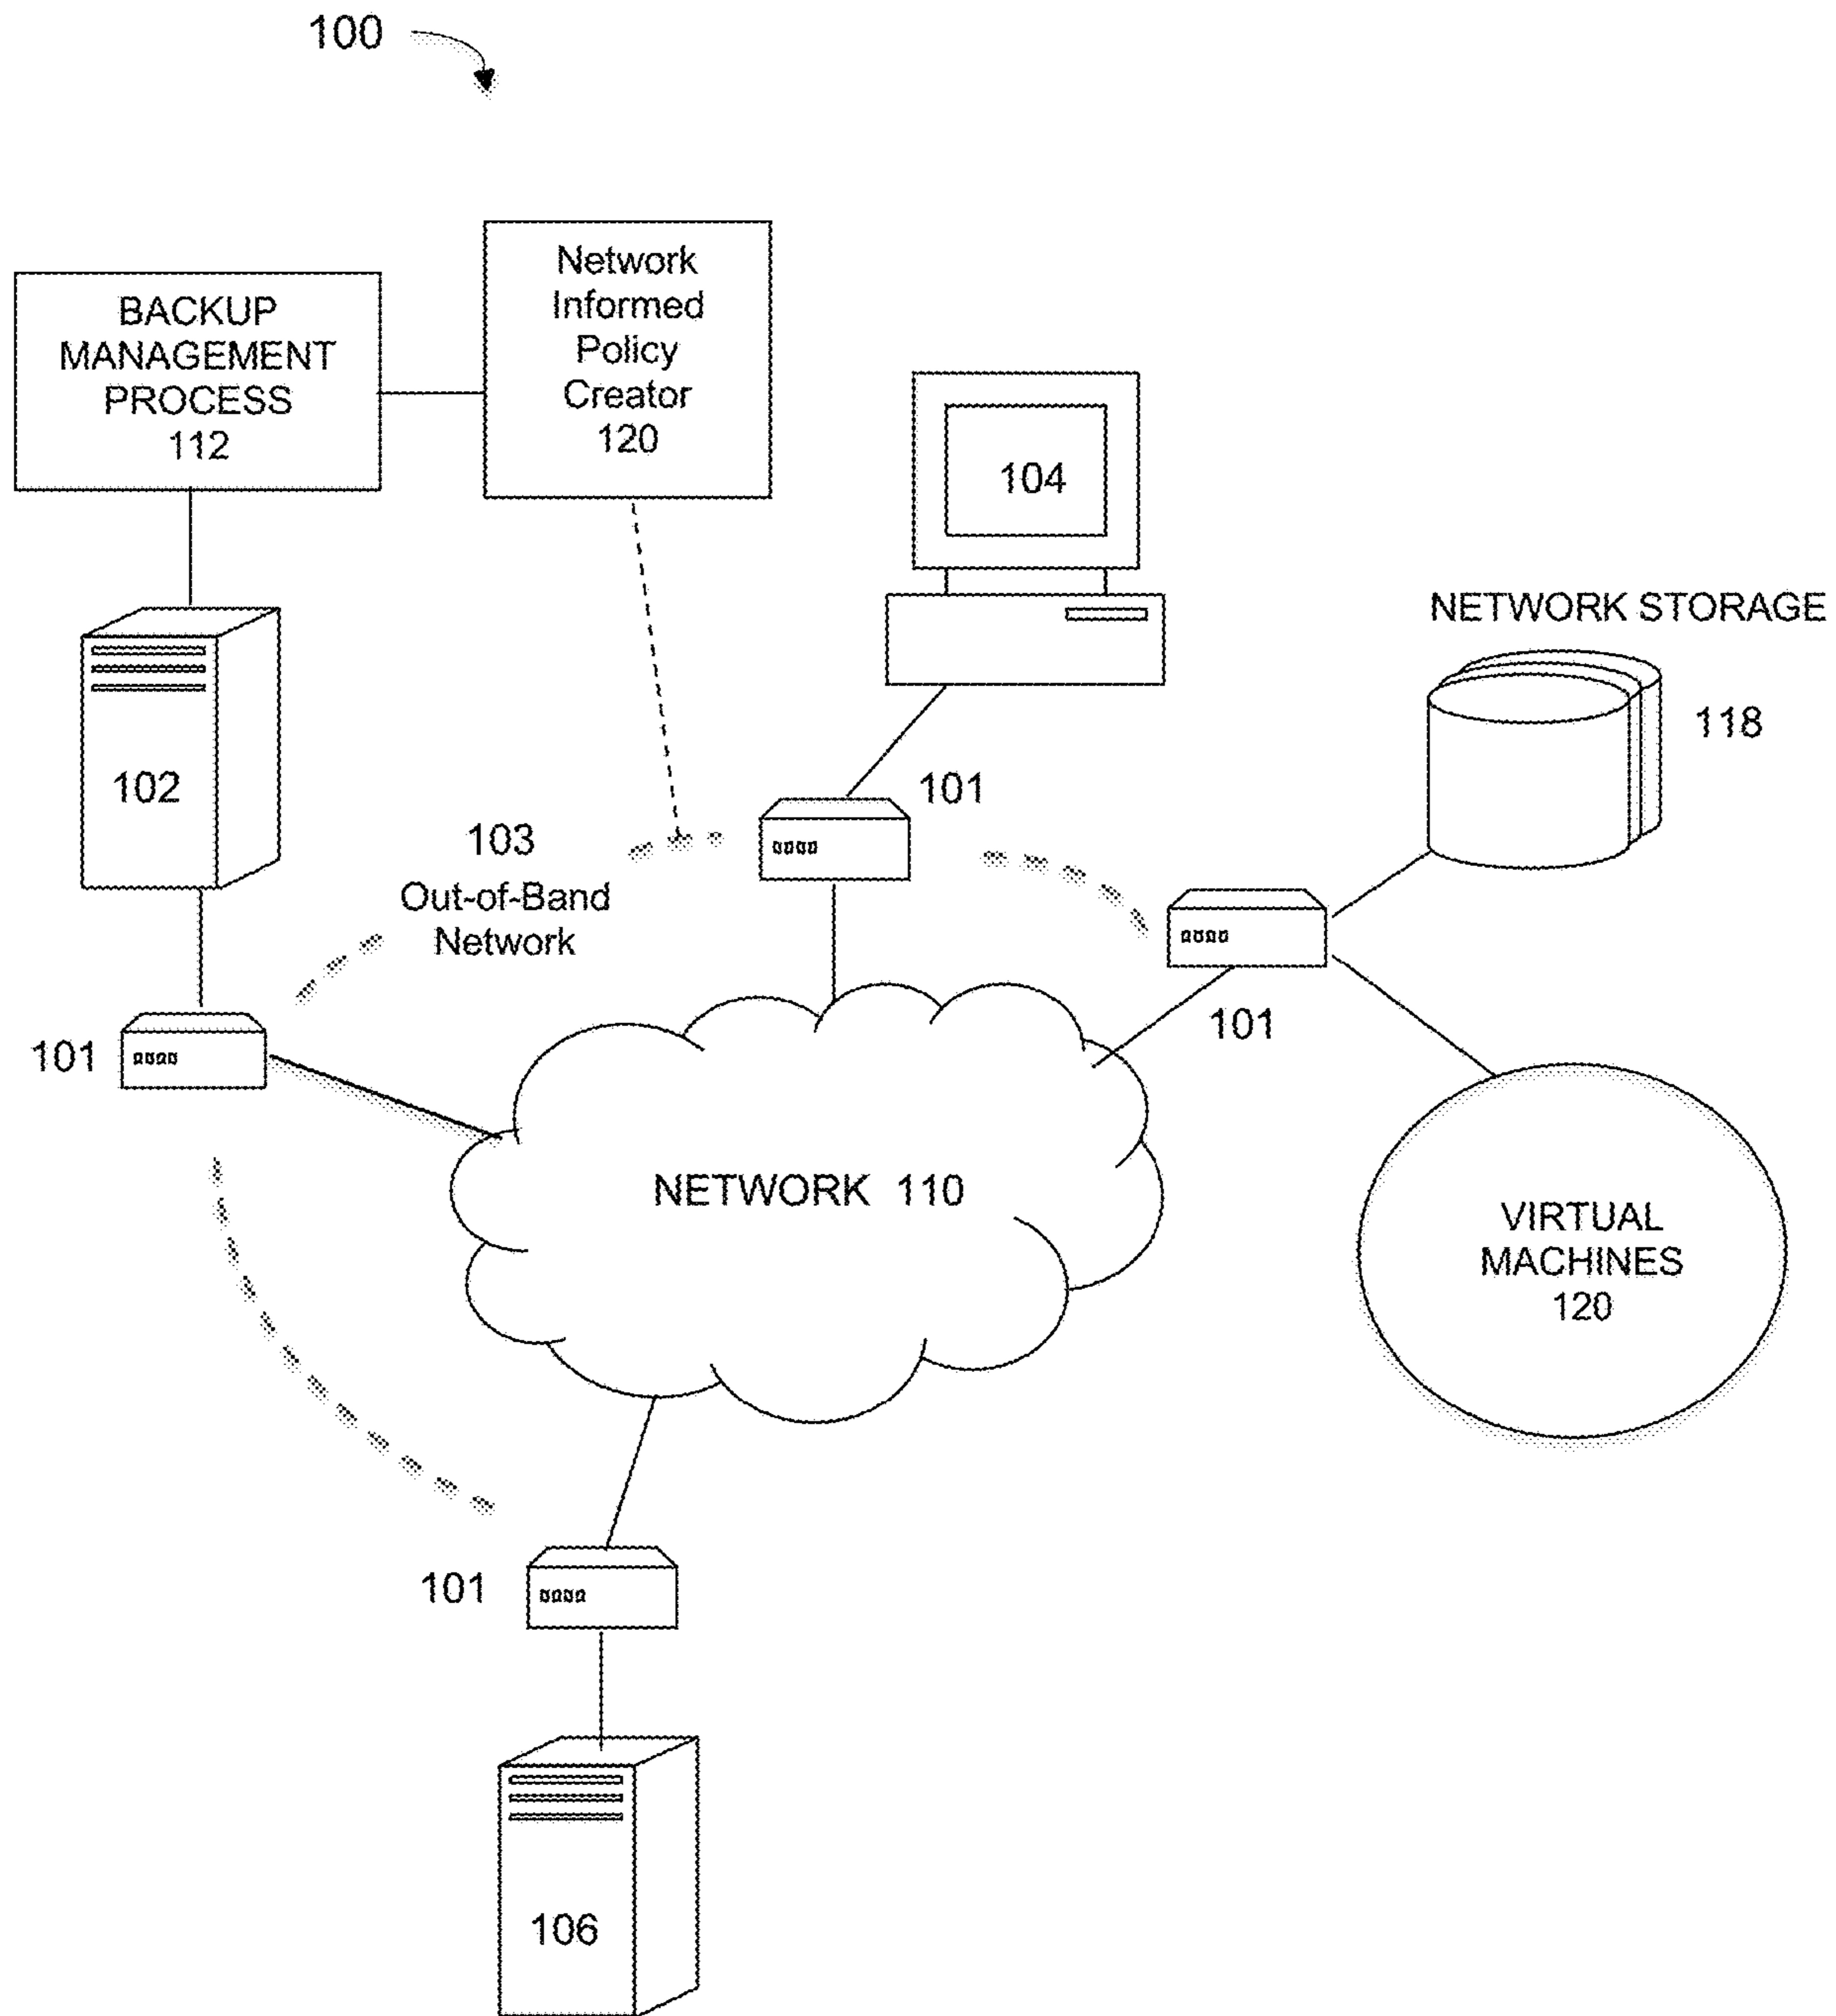 100
Network
Informed
Policy
Creator
120
BACKUP
MANAGEMENT
PROCESS
112
104
NETWORK STORAGE
118
102
101
103
Out-of-Band
Network
101
101
NETWORK 110
VIRTUAL
MACHINES
120
101
106